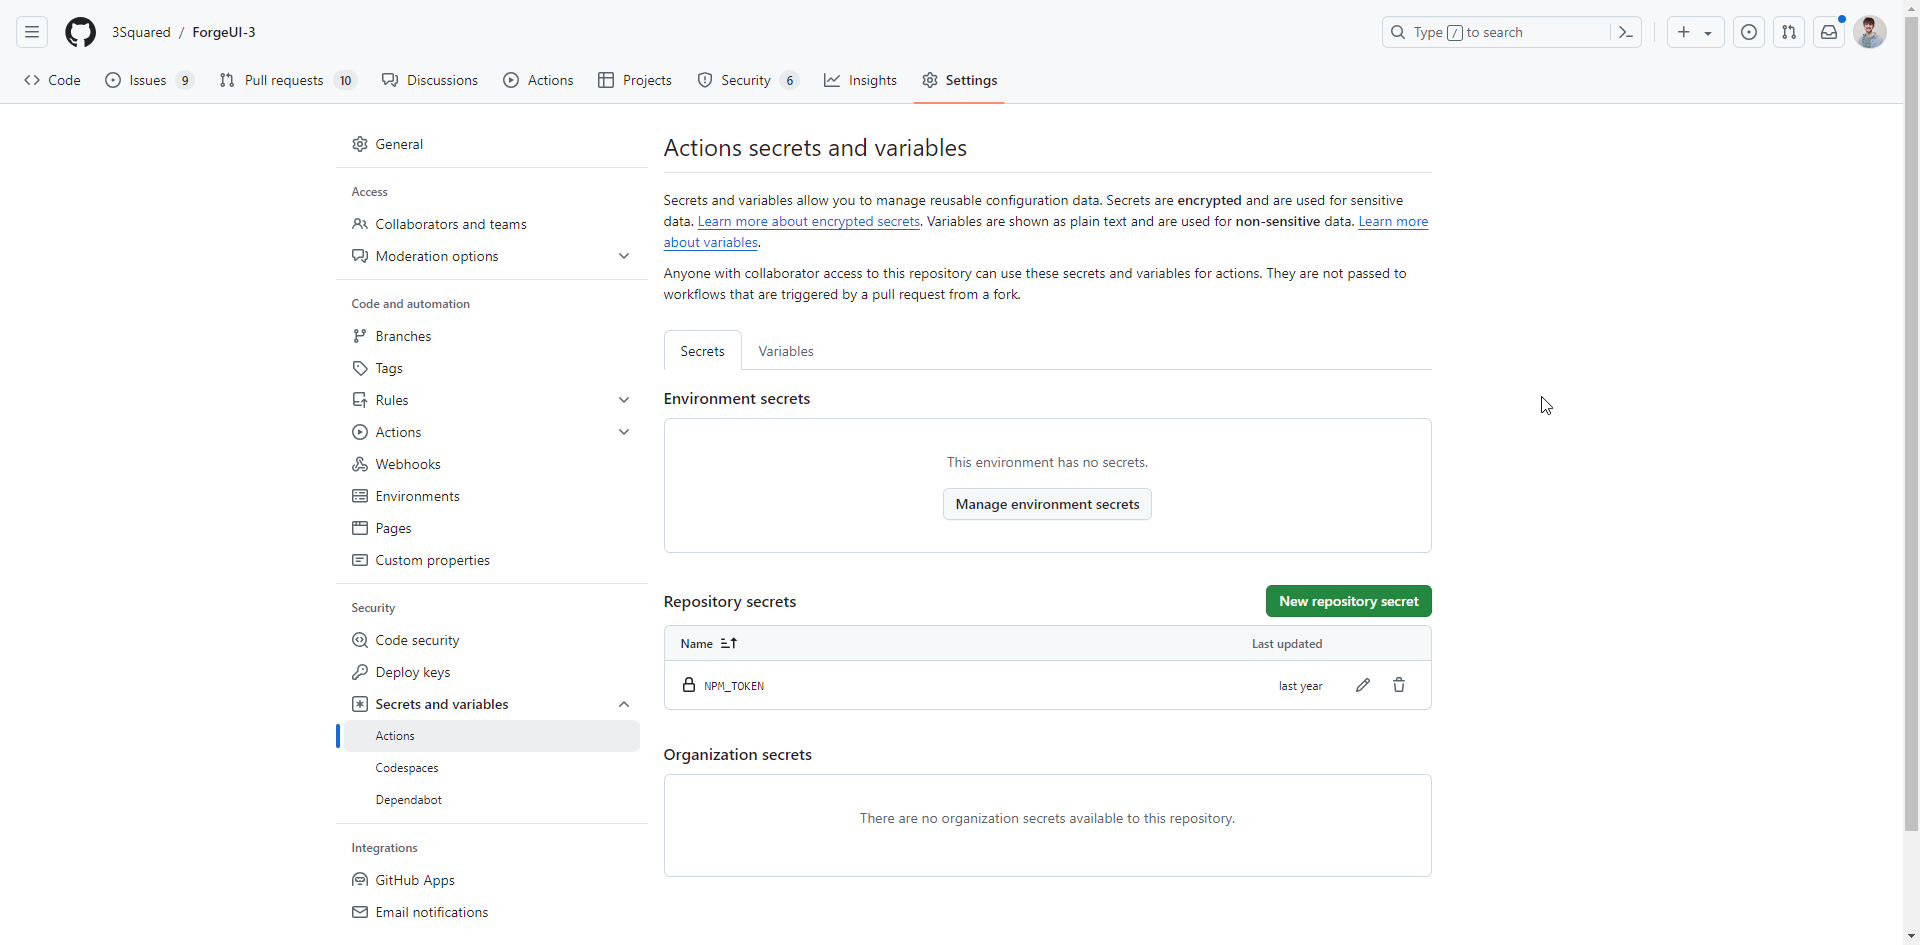 3Squared / ForgeUI-3
Type / to search
Code
Issues 9
Pull requests 10
Discussions
Actions
Projects
Security 6
Insights
Settings
General
Access
Collaborators and teams
Moderation options
Code and automation
Branches
Tags
Rules
Actions
Webhooks
Environments
Pages
Custom properties
Security
Code security
Deploy keys
Secrets and variables
Actions
Codespaces
Dependabot
Integrations
GitHub Apps
Email notifications
Actions secrets and variables
Secrets and variables allow you to manage reusable configuration data. Secrets are encrypted and are used for sensitive
data. Learn more about encrypted secrets. Variables are shown as plain text and are used for non-sensitive data. Learn more
about variables.
Anyone with collaborator access to this repository can use these secrets and variables for actions. They are not passed to
workflows that are triggered by a pull request from a fork.
Secrets
Variables
Environment secrets
This environment has no secrets.
Manage environment secrets
Repository secrets
New repository secret
Name
Last updated
NPM_TOKEN
last year
Organization secrets
There are no organization secrets available to this repository.